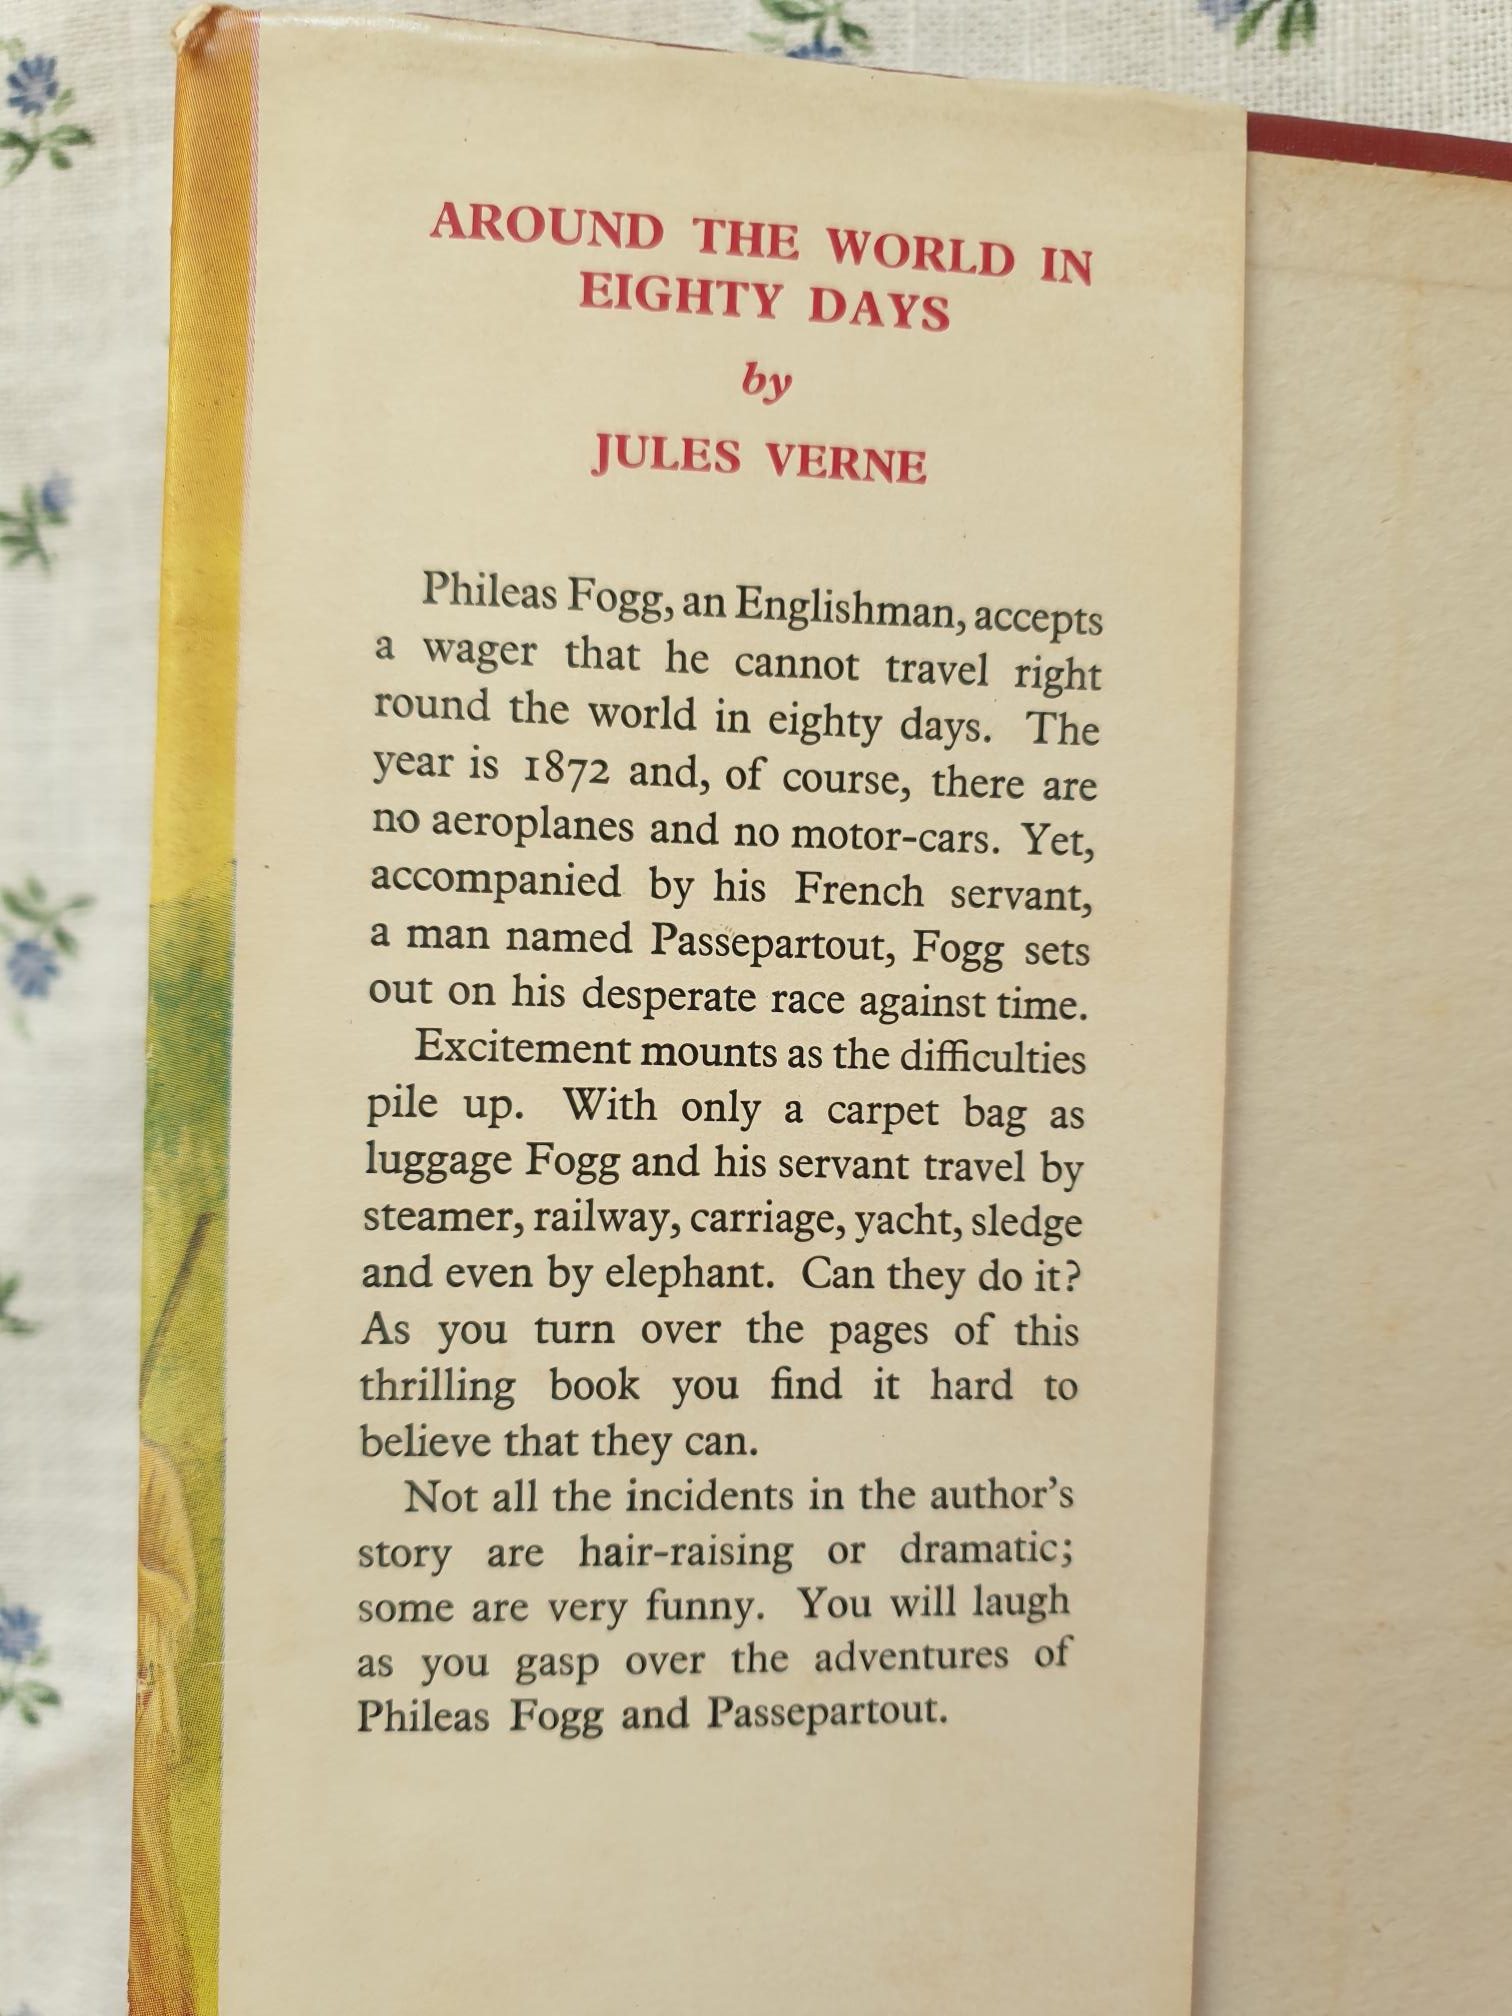 AROUND THE WORLD IN
EIGHTY DAYS
by
JULES VERNE
Phileas Fogg, an Englishman, accepts
a wager that he cannot travel right
round the world in eighty days. The
year is 1872 and, of course, there are
no aeroplanes and no motor-cars. Yet,
accompanied by his French servant,
a man named Passepartout, Fogg sets
out on his desperate race against time.
Excitement mounts as the difficulties
pile up. With only a carpet bag as
luggage Fogg and his servant travel by
steamer, railway, carriage, yacht, sledge
and even by elephant. Can they do it?
As you turn over the pages of this
thrilling book you find it hard to
believe that they can.
Not all the incidents in the author's
story are hair-raising or dramatic;
some are very funny. You will laugh
as you gasp over the adventures of
Phileas Fogg and Passepartout.